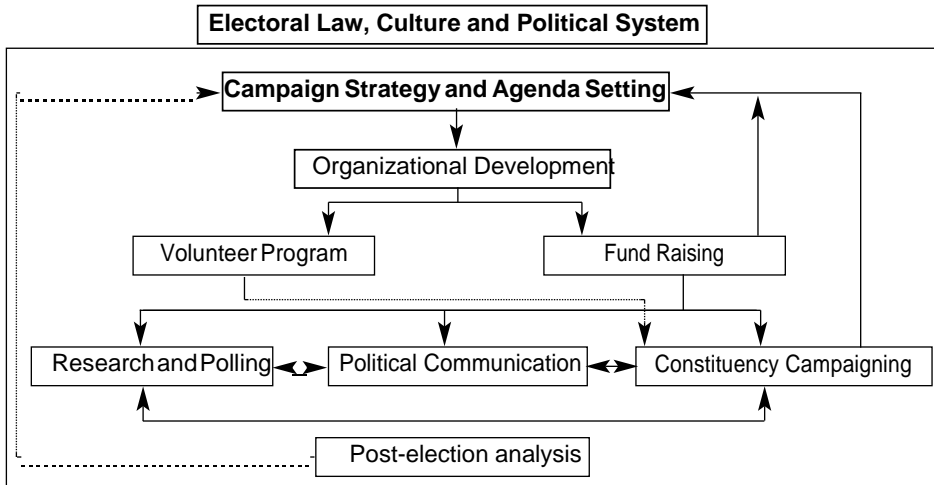 Electoral Law, Culture and Political System
Campaign Strategy and Agenda Setting
Organizational Development
Volunteer Program
Fund Raising
Research and Polling
Political Communication
Constituency Campaigning
Post-election analysis